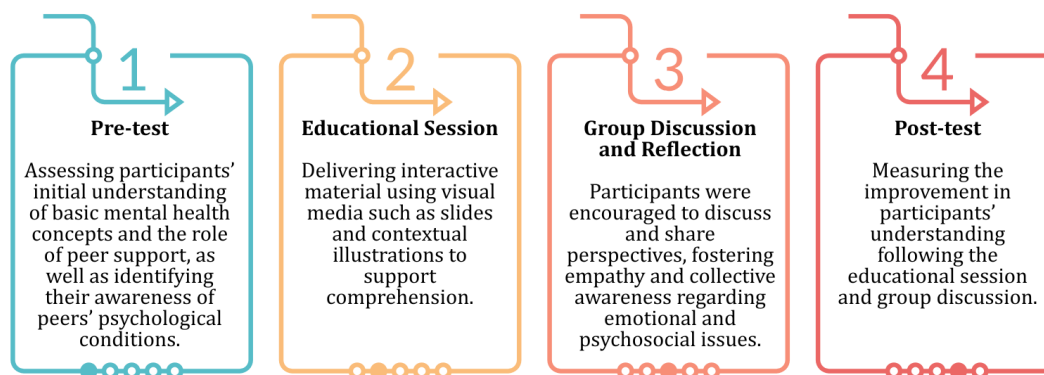 1
Pre-test
Assessing participants’
initial understanding
of basic mental health
concepts and the role
of peer support, as
well as identifying
their awareness of
peers’ psychological
conditions.
2
Educational Session
Delivering interactive
material using visual
media such as slides
and contextual
illustrations to
support
comprehension.
3
Group Discussion
and Reflection
Participants were
encouraged to discuss
and share
perspectives, fostering
empathy and collective
awareness regarding
emotional and
psychosocial issues.
4
Post-test
Measuring the
improvement in
participants’
understanding
following the
educational session
and group discussion.